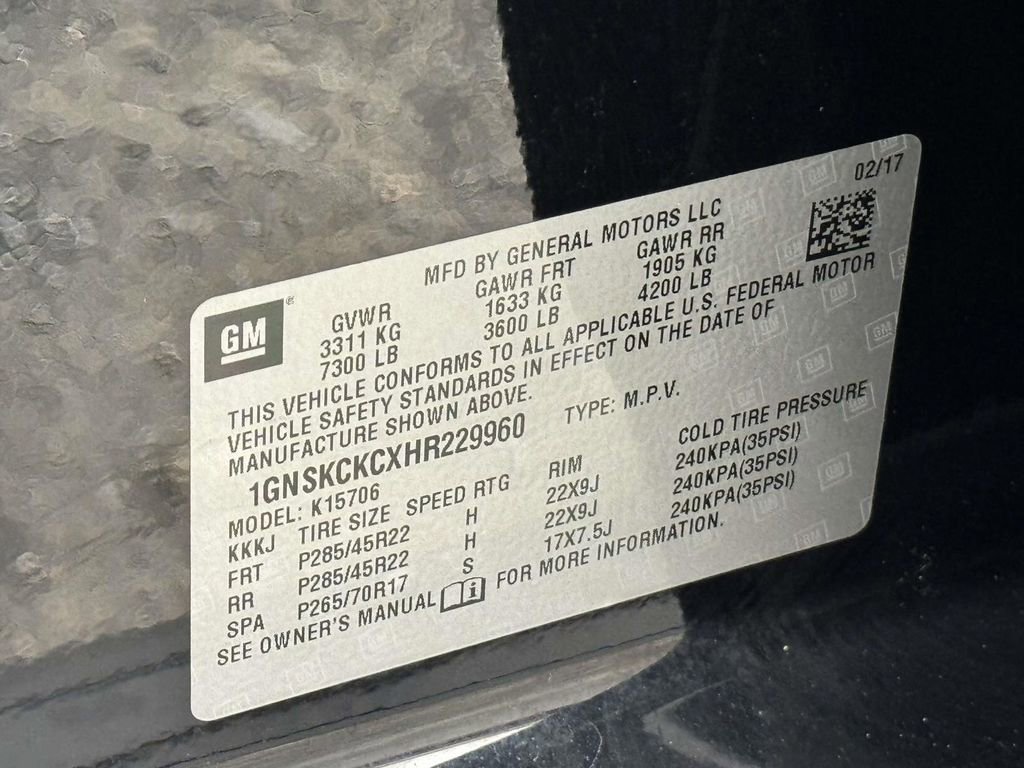 02/17
MFD BY GENERAL MOTORS LLC
GM ®
GVWR GAWR FRT GAWR RR
3311 KG 1633 KG 1905 KG
7300 LB 3600 LB 4200 LB
THIS VEHICLE CONFORMS TO ALL APPLICABLE U.S. FEDERAL MOTOR
VEHICLE SAFETY STANDARDS IN EFFECT ON THE DATE OF
MANUFACTURE SHOWN ABOVE.
1GNSKCKCXHR229960 TYPE: M.P.V.
MODEL: K15706
KKKJ TIRE SIZE SPEED RTG RIM COLD TIRE PRESSURE
FRT P285/45R22 H 22X9J 240KPA(35PSI)
RR P285/45R22 H 22X9J 240KPA(35PSI)
SPA P265/70R17 S 17X7.5J 240KPA(35PSI)
SEE OWNER'S MANUAL i FOR MORE INFORMATION.